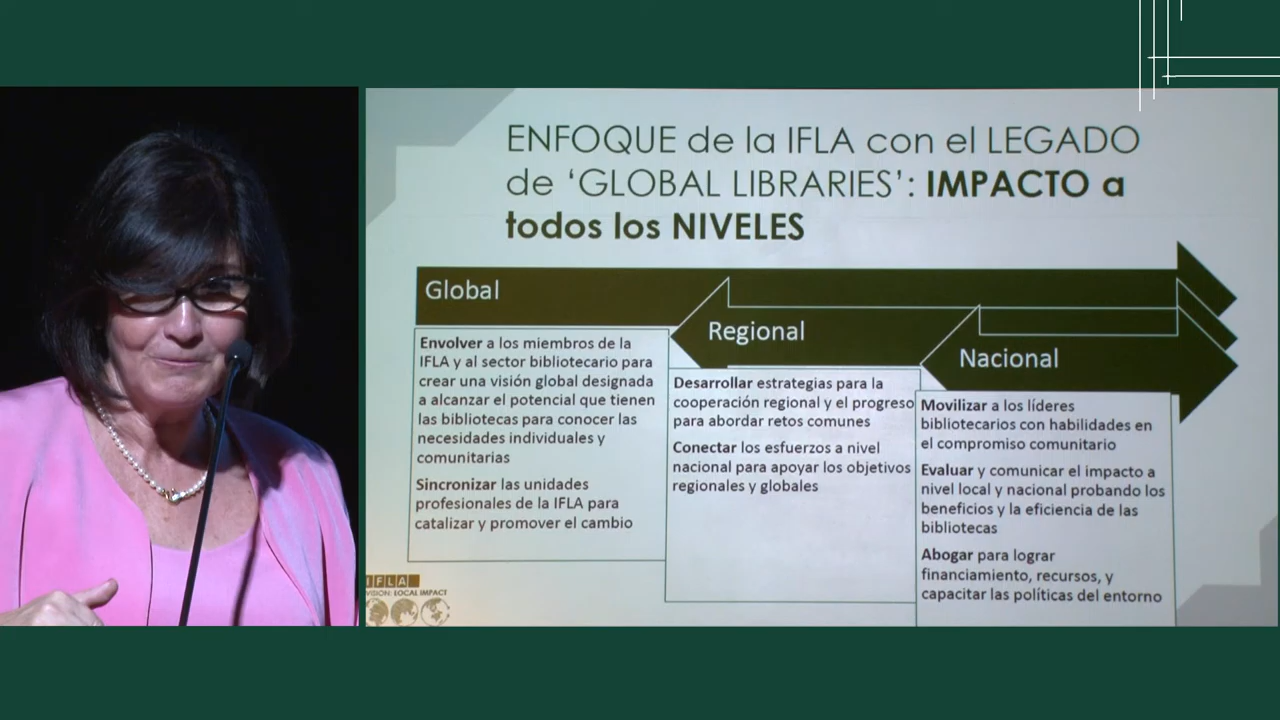 ENFOQUE de la IFLA con el LEGADO
de ‘GLOBAL LIBRARIES’: IMPACTO a
todos los NIVELES
Global
Envolver a los miembros de la
IFLA y al sector bibliotecario para
crear una visión global designada
a alcanzar el potencial que tienen
las bibliotecas para conocer las
necesidades individuales y
comunitarias
Sincronizar las unidades
profesionales de la IFLA para
catalizar y promover el cambio
Regional
Desarrollar estrategias para la
cooperación regional y el progreso
para abordar retos comunes
Conectar los esfuerzos a nivel
nacional para apoyar los objetivos
regionales y globales
Nacional
Movilizar a los líderes
bibliotecarios con habilidades en
el compromiso comunitario
Evaluar y comunicar el impacto a
nivel local y nacional probando los
beneficios y la eficiencia de las
bibliotecas
Abogar para lograr
financiamiento, recursos, y
capacitar las políticas del entorno
IFLA
VISION: LOCAL IMPACT